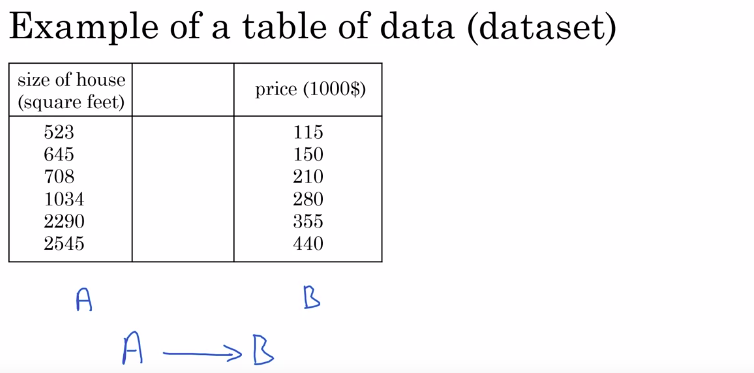 Example of a table of data (dataset)
size of house
(square feet)
price (1000$)
523 115
645 150
708 210
1034 280
2290 355
2545 440
A B
A → B